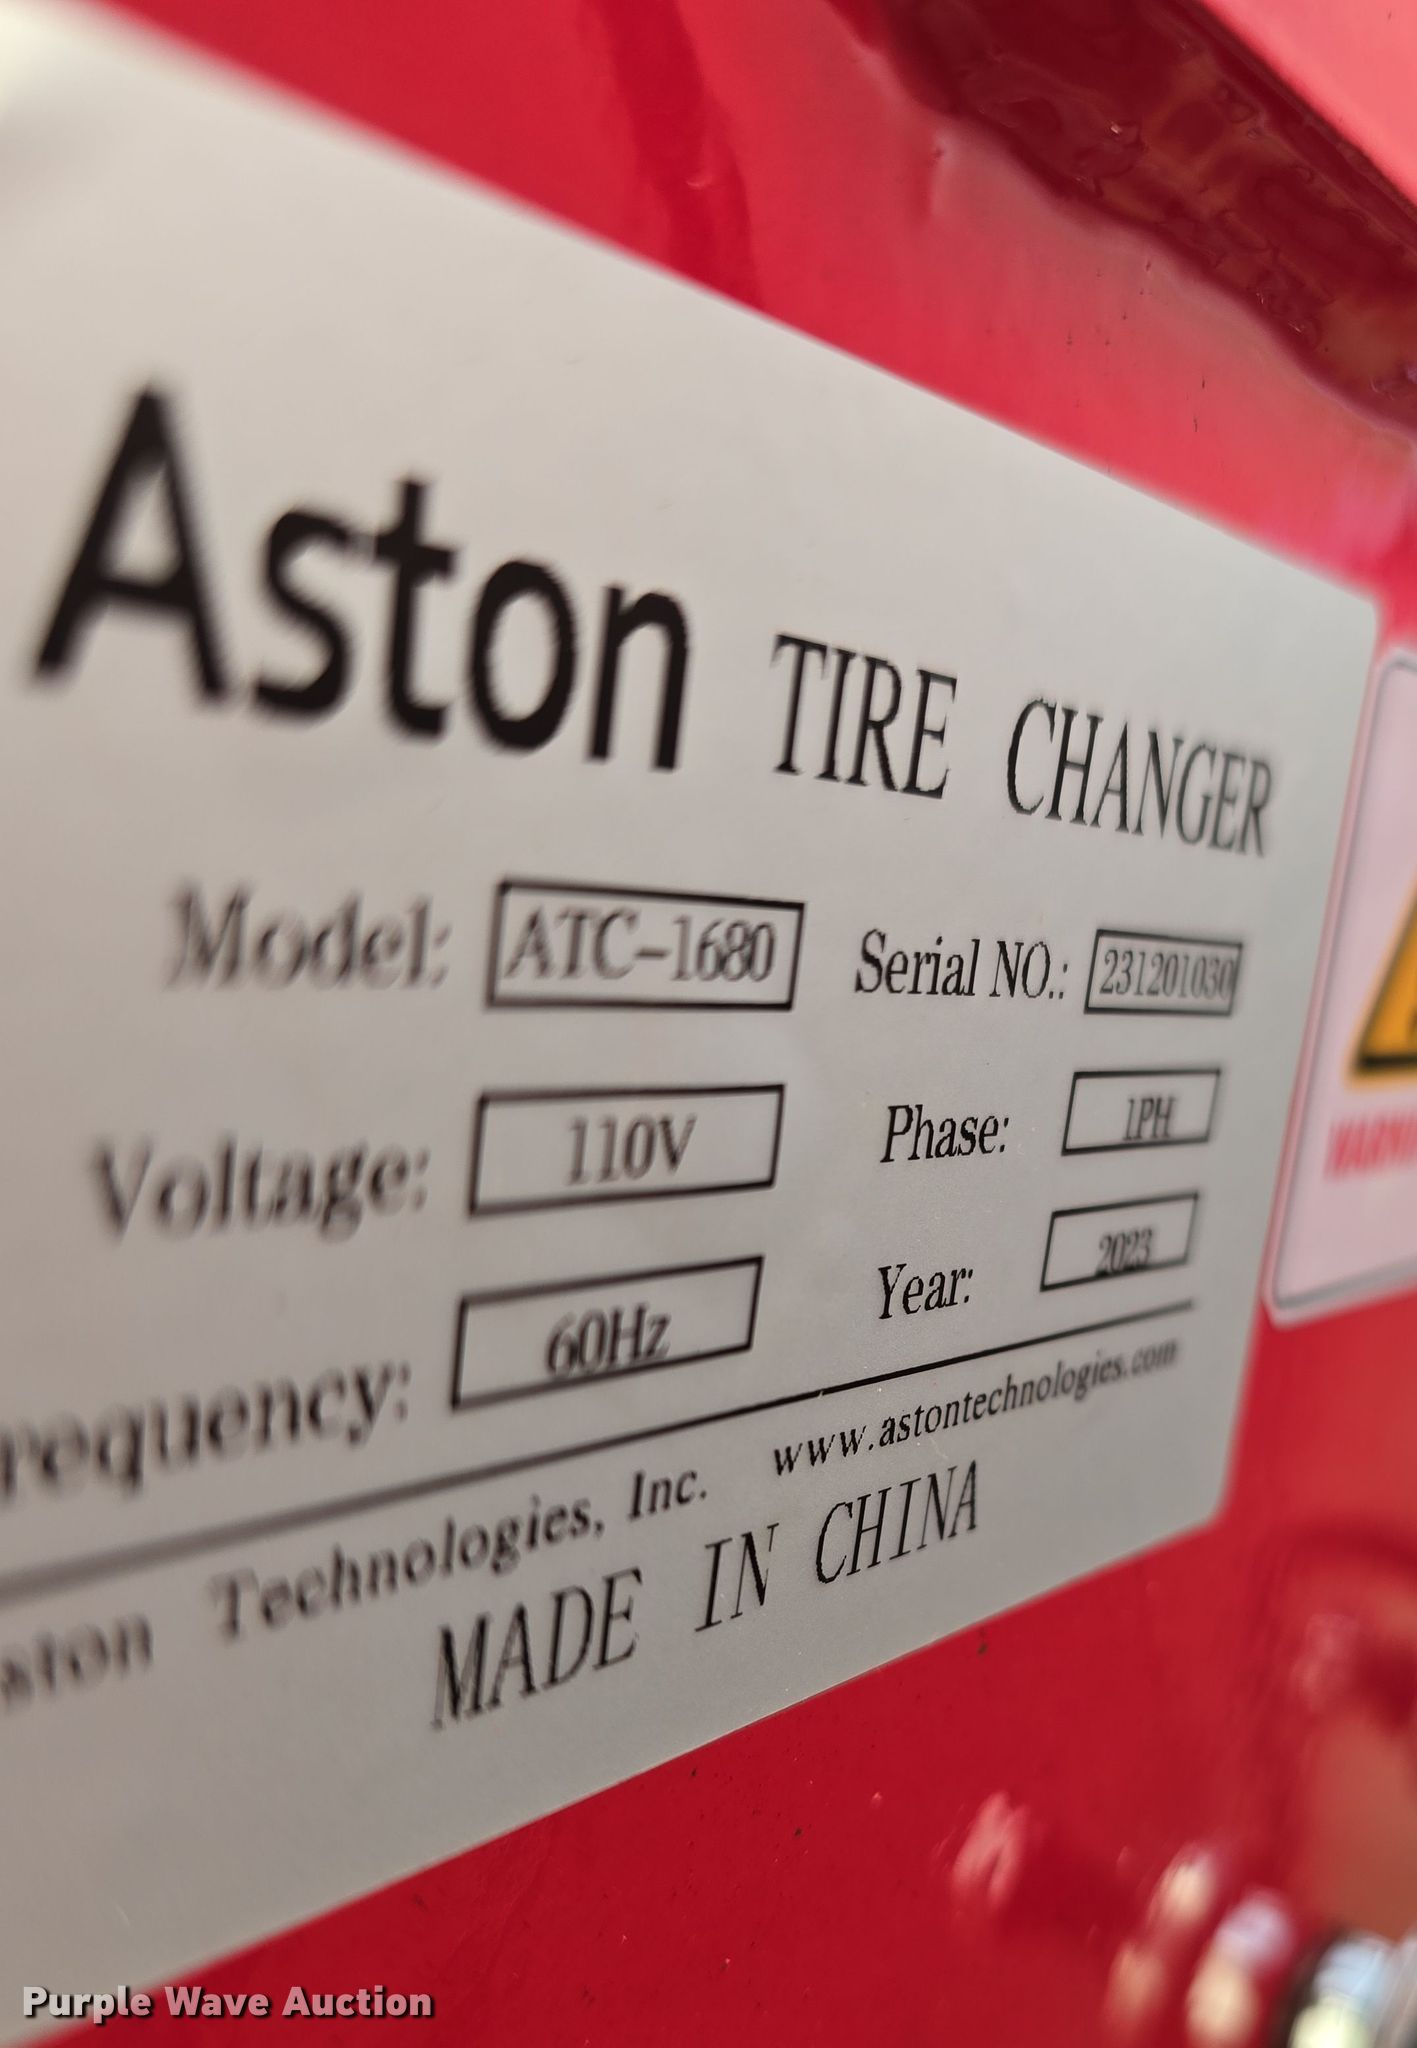 Aston TIRE CHANGER
Model: ATC-1680 Serial NO.: 231201030
Voltage: 110V Phase: 1PH
requency: 60Hz Year: 2023
ston Technologies, Inc. www.astontechnologies.com
MADE IN CHINA
Purple Wave Auction